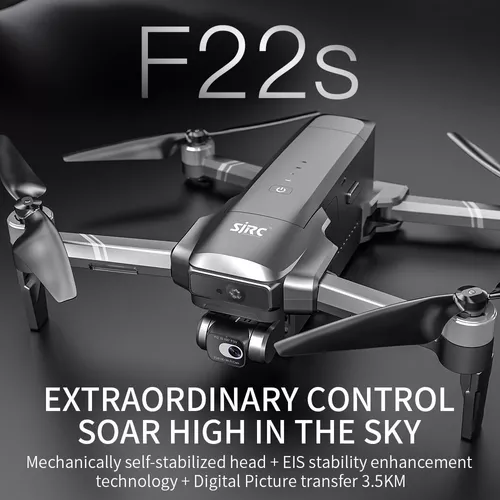 F22s
SJRC
EXTRAORDINARY CONTROL
SOAR HIGH IN THE SKY
Mechanically self-stabilized head + EIS stability enhancement
technology + Digital Picture transfer 3.5KM